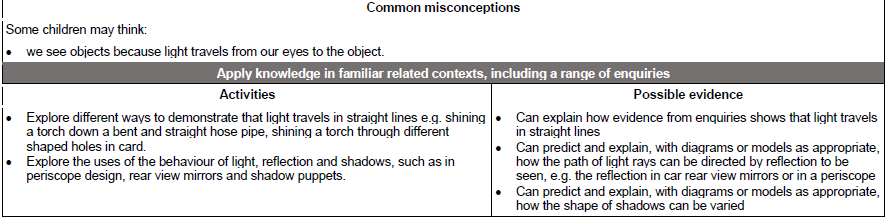 Common misconceptions
Some children may think:
• we see objects because light travels from our eyes to the object.
Apply knowledge in familiar related contexts, including a range of enquiries
Activities
• Explore different ways to demonstrate that light travels in straight lines e.g. shining
a torch down a bent and straight hose pipe, shining a torch through different
shaped holes in card.
• Explore the uses of the behaviour of light, reflection and shadows, such as in
periscope design, rear view mirrors and shadow puppets.
Possible evidence
• Can explain how evidence from enquiries shows that light travels
in straight lines
• Can predict and explain, with diagrams or models as appropriate,
how the path of light rays can be directed by reflection to be
seen, e.g. the reflection in car rear view mirrors or in a periscope
• Can predict and explain, with diagrams or models as appropriate,
how the shape of shadows can be varied